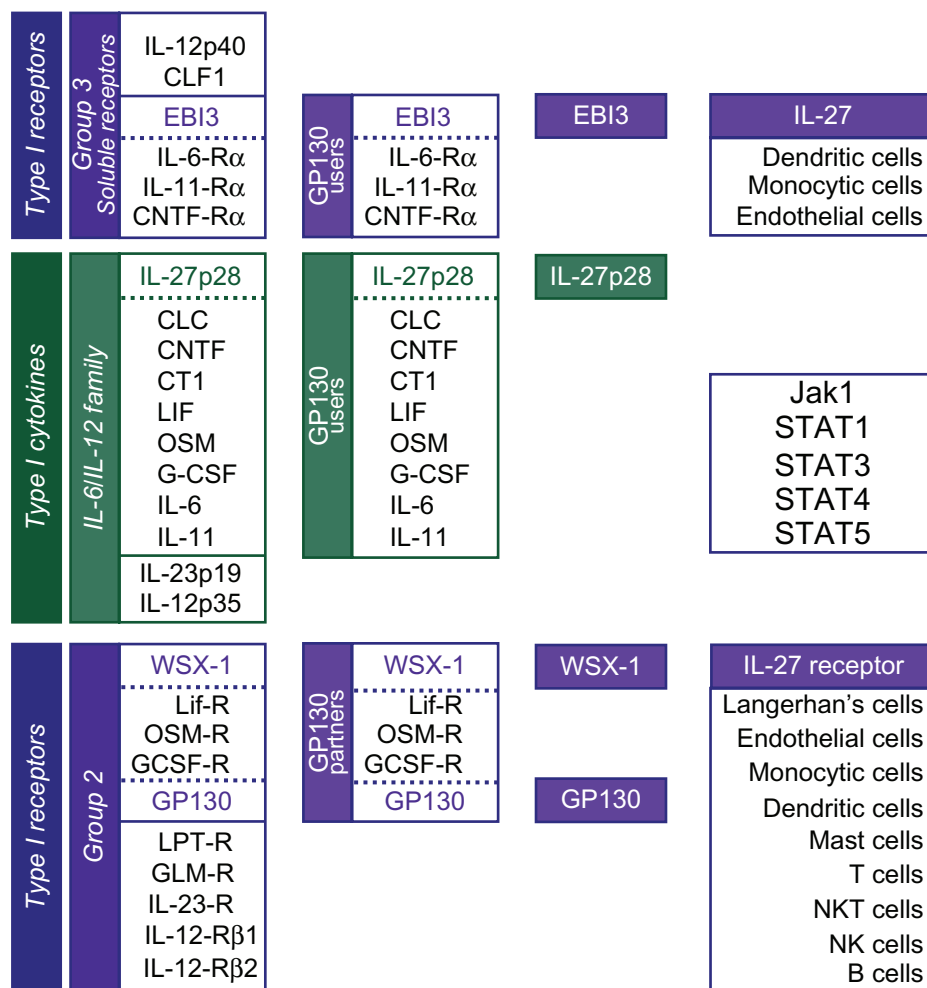 Type I receptors
Group 3
Soluble receptors
IL-12p40
CLF1
EBI3
IL-6-Rα
IL-11-Rα
CNTF-Rα
GP130
users
EBI3
IL-6-Rα
IL-11-Rα
CNTF-Rα
EBI3
IL-27
Dendritic cells
Monocytic cells
Endothelial cells
Type I cytokines
IL-6/IL-12 family
IL-27p28
CLC
CNTF
CT1
LIF
OSM
G-CSF
IL-6
IL-11
IL-23p19
IL-12p35
GP130
users
IL-27p28
CLC
CNTF
CT1
LIF
OSM
G-CSF
IL-6
IL-11
IL-27p28
Jak1
STAT1
STAT3
STAT4
STAT5
Type I receptors
Group 2
WSX-1
Lif-R
OSM-R
GCSF-R
GP130
LPT-R
GLM-R
IL-23-R
IL-12-Rβ1
IL-12-Rβ2
GP130
partners
WSX-1
Lif-R
OSM-R
GCSF-R
GP130
WSX-1
GP130
IL-27 receptor
Langerhan's cells
Endothelial cells
Monocytic cells
Dendritic cells
Mast cells
T cells
NKT cells
NK cells
B cells